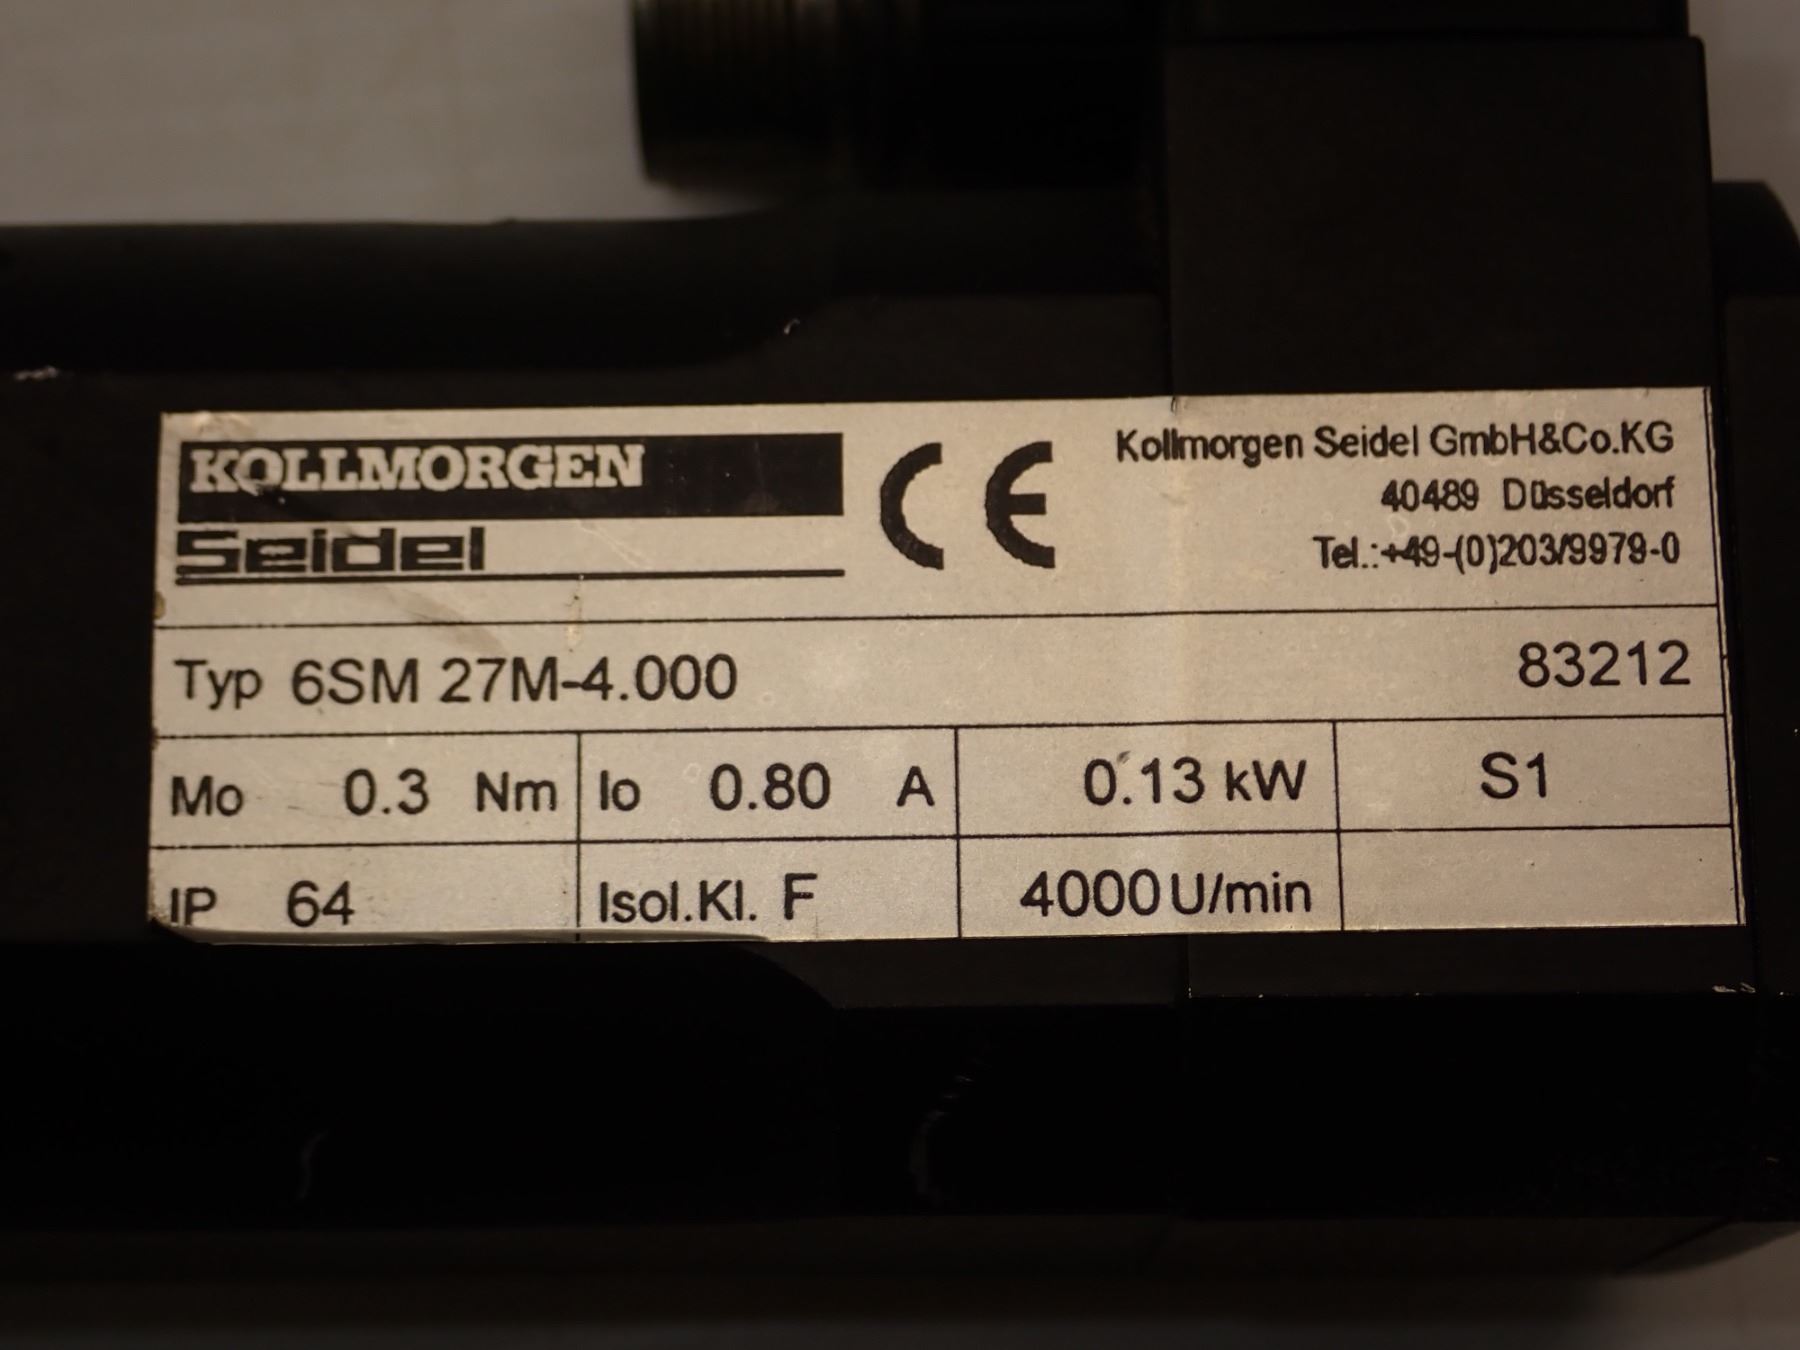 KOLLMORGEN
Seidel
CE
Kollmorgen Seidel GmbH&Co.KG
40489 Düsseldorf
Tel.:+49-(0)203/9979-0
Typ 6SM 27M-4.000 83212
Mo 0.3 Nm Io 0.80 A 0.13 kW S1
IP 64 Isol.Kl. F 4000 U/min